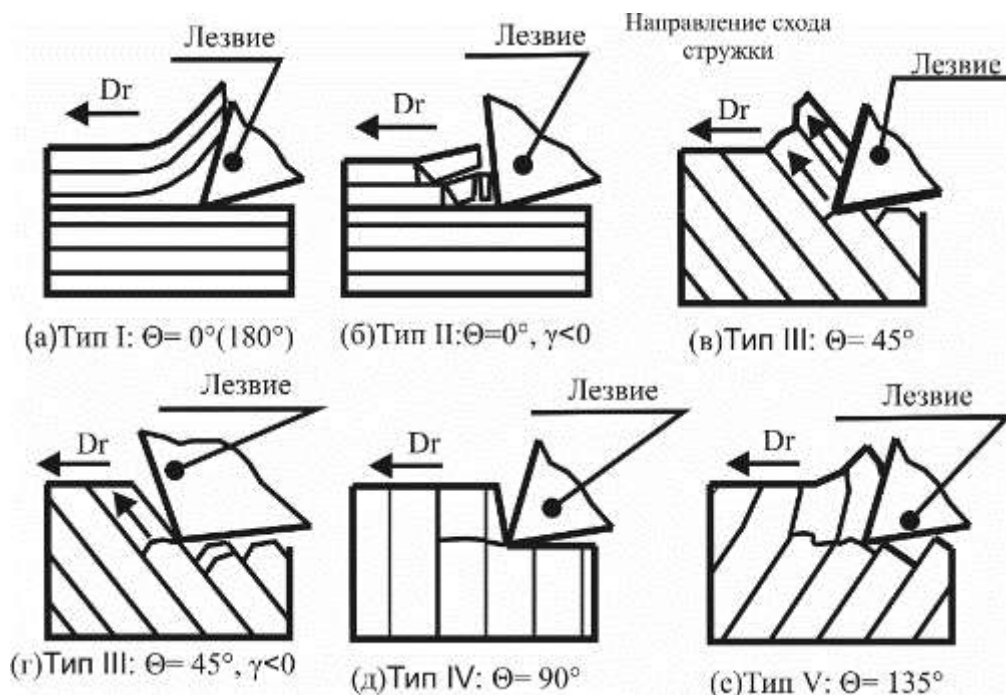 Лезвие
Лезвие
Направление схода
стружки
Лезвие
Dr
Dr
Dr
(а)Тип I: Θ= 0°(180°)
(б)Тип II:Θ=0°, γ<0
(в)Тип III: Θ= 45°
Лезвие
Лезвие
Лезвие
Dr
Dr
Dr
(г)Тип III: Θ= 45°, γ<0
(д)Тип IV: Θ= 90°
(с)Тип V: Θ= 135°